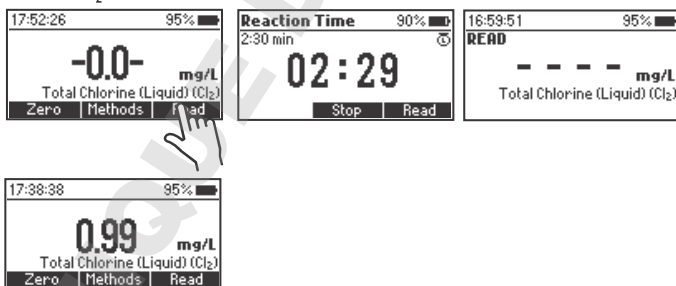 2
17:52:26 95%
-0.0- mg/L
Total Chlorine (Liquid) (Cl₂)
Zero Methods Read
Reaction Time 90%
2:30 min
02:29
Stop Read
16:59:51 95%
READ
- - - - mg/L
Total Chlorine (Liquid) (Cl₂)
17:38:38 95%
0.99 mg/L
Total Chlorine (Liquid) (Cl₂)
Zero Methods Read